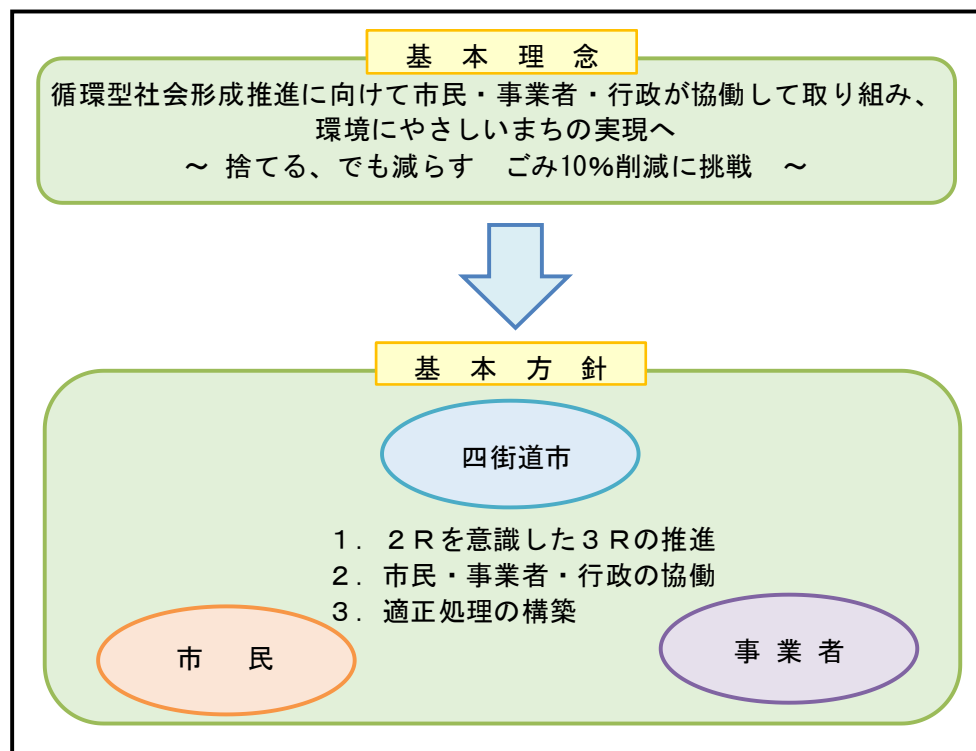 基本理念
循環型社会形成推進に向けて市民・事業者・行政が協働して取り組み、
環境にやさしいまちの実現へ
～ 捨てる、でも減らす　ごみ10%削減に挑戦　～
基本方針
四街道市
１．２Ｒを意識した３Ｒの推進
２．市民・事業者・行政の協働
３．適正処理の構築
市　民
事業者